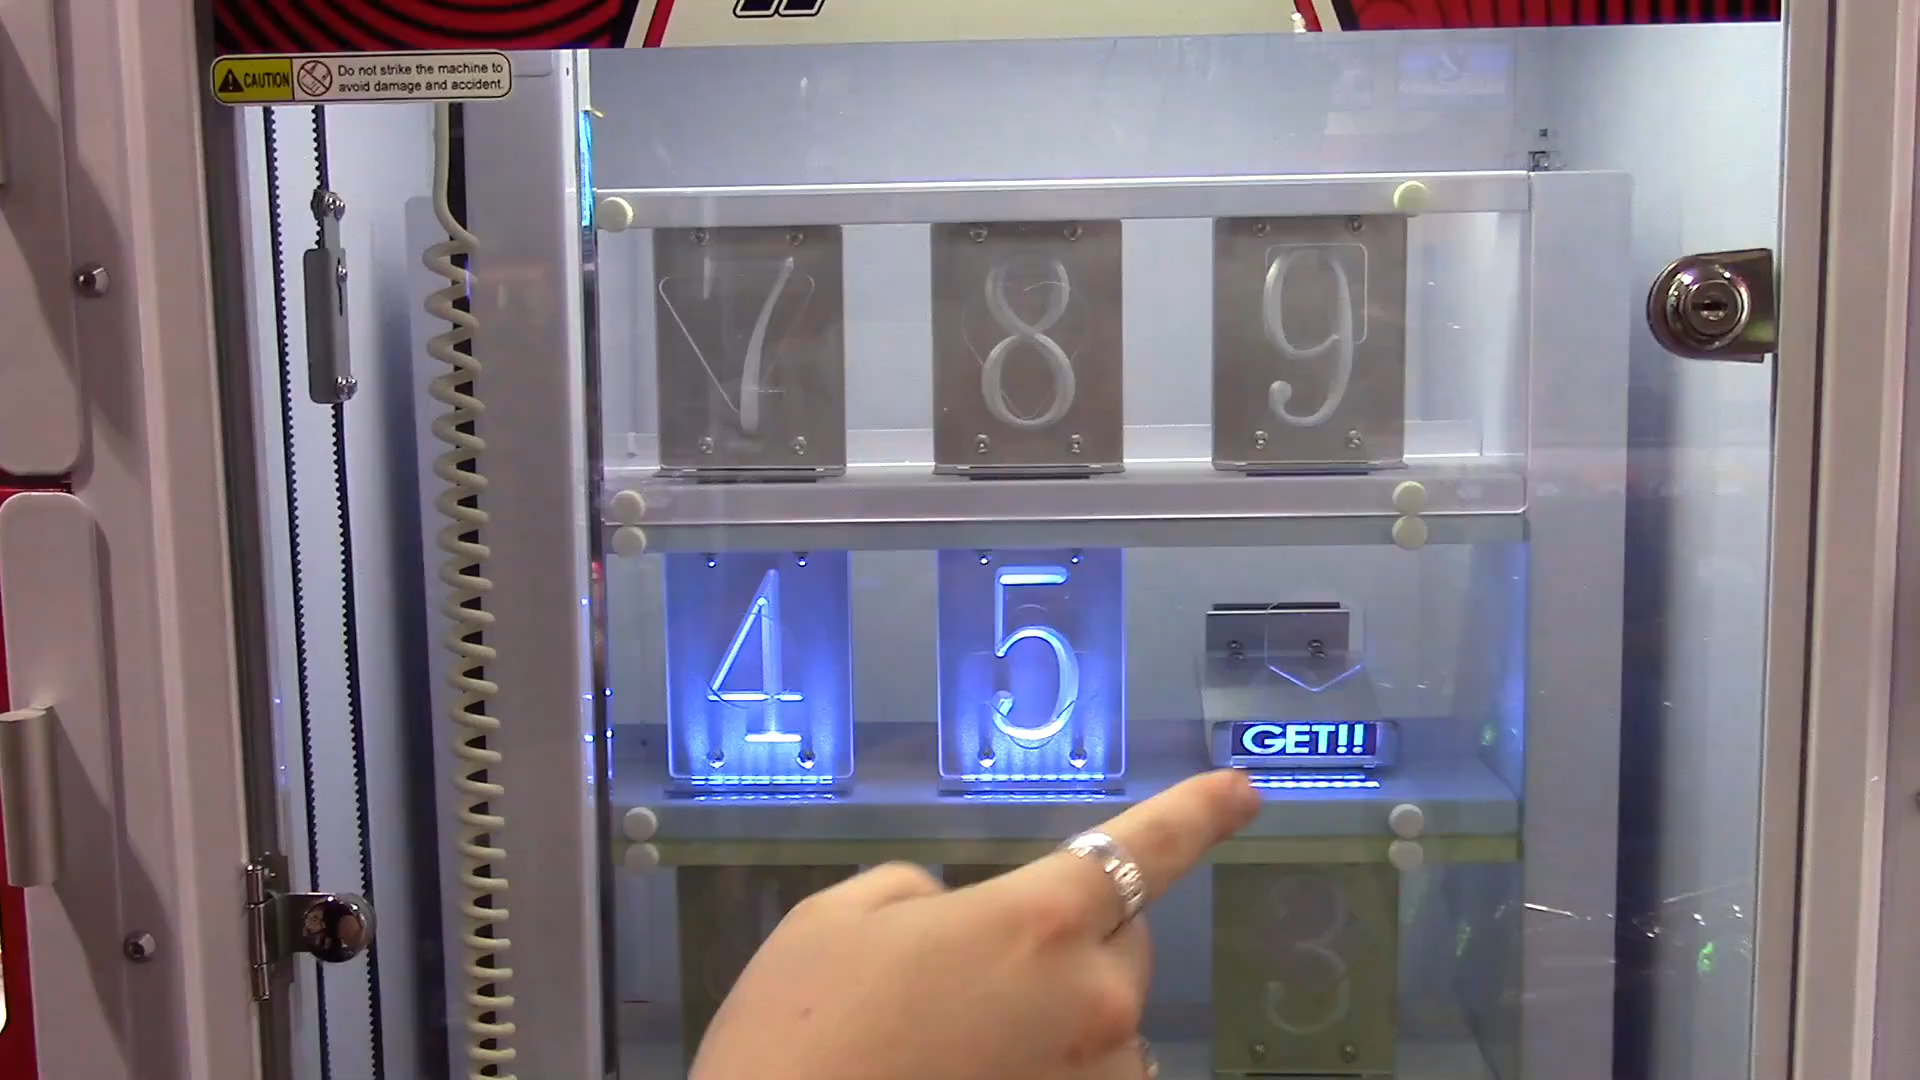 CAUTION
Do not strike the machine to
avoid damage and accident.
7 8 9
4 5
GET!!
3